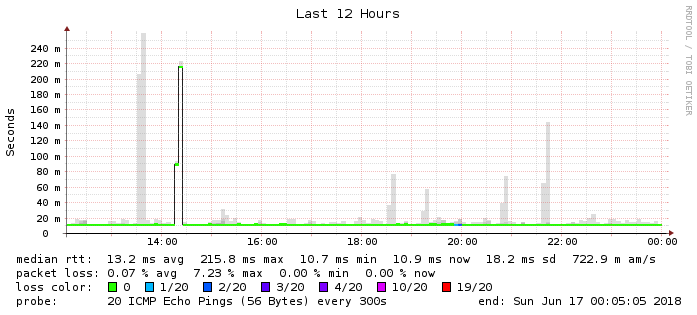 Last 12 Hours
RRDTOOL / TOBI OETIKER
Seconds
240 m
220 m
200 m
180 m
160 m
140 m
120 m
100 m
80 m
60 m
40 m
20 m
0
14:00 16:00 18:00 20:00 22:00 00:00
median rtt: 13.2 ms avg 215.8 ms max 10.7 ms min 10.9 ms now 18.2 ms sd 722.9 m am/s
packet loss: 0.07 % avg 7.23 % max 0.00 % min 0.00 % now
loss color: 0 1/20 2/20 3/20 4/20 10/20 19/20
probe: 20 ICMP Echo Pings (56 Bytes) every 300s end: Sun Jun 17 00:05:05 2018